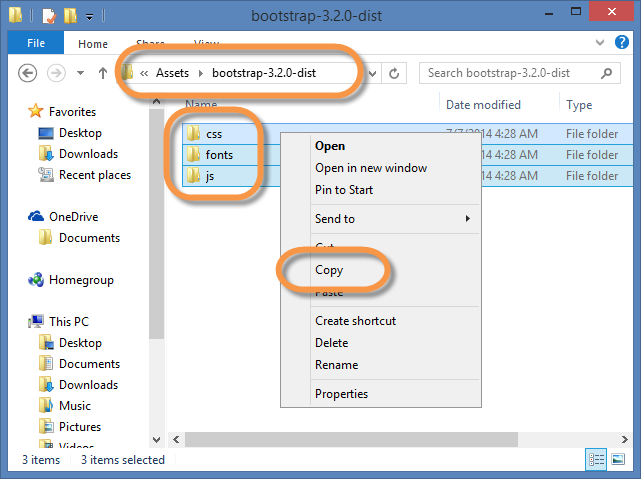 bootstrap-3.2.0-dist
File Home Share View
« Assets bootstrap-3.2.0-dist Search bootstrap-3.2.0-dist
Name Date modified Type
Favorites
Desktop
Downloads
Recent places
OneDrive
Documents
Homegroup
This PC
Desktop
Documents
Downloads
Music
Pictures
Videos
css 7/7/2014 4:28 AM File folder
fonts 2014 4:28 AM File folder
js 2014 4:28 AM File folder
Open
Open in new window
Pin to Start
Send to
Cut
Copy
Paste
Create shortcut
Delete
Rename
Properties
3 items 3 items selected